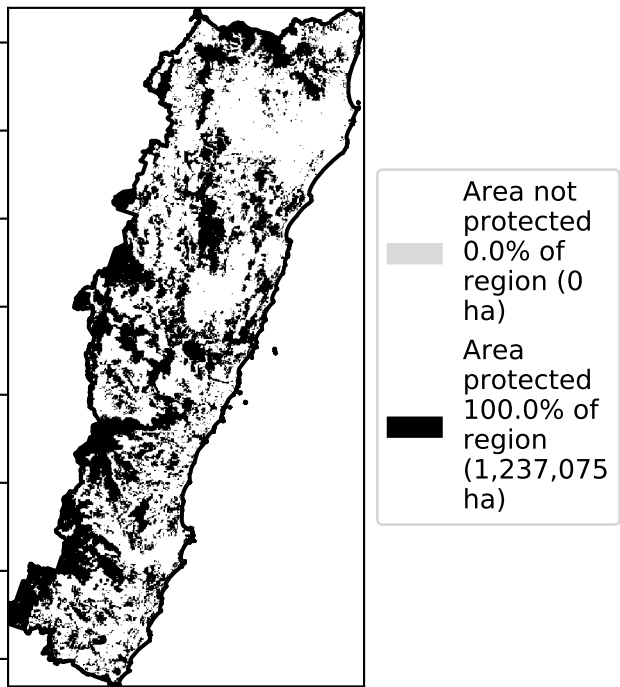 Area not
protected
0.0% of
region (0
ha)
Area
protected
100.0% of
region
(1,237,075
ha)